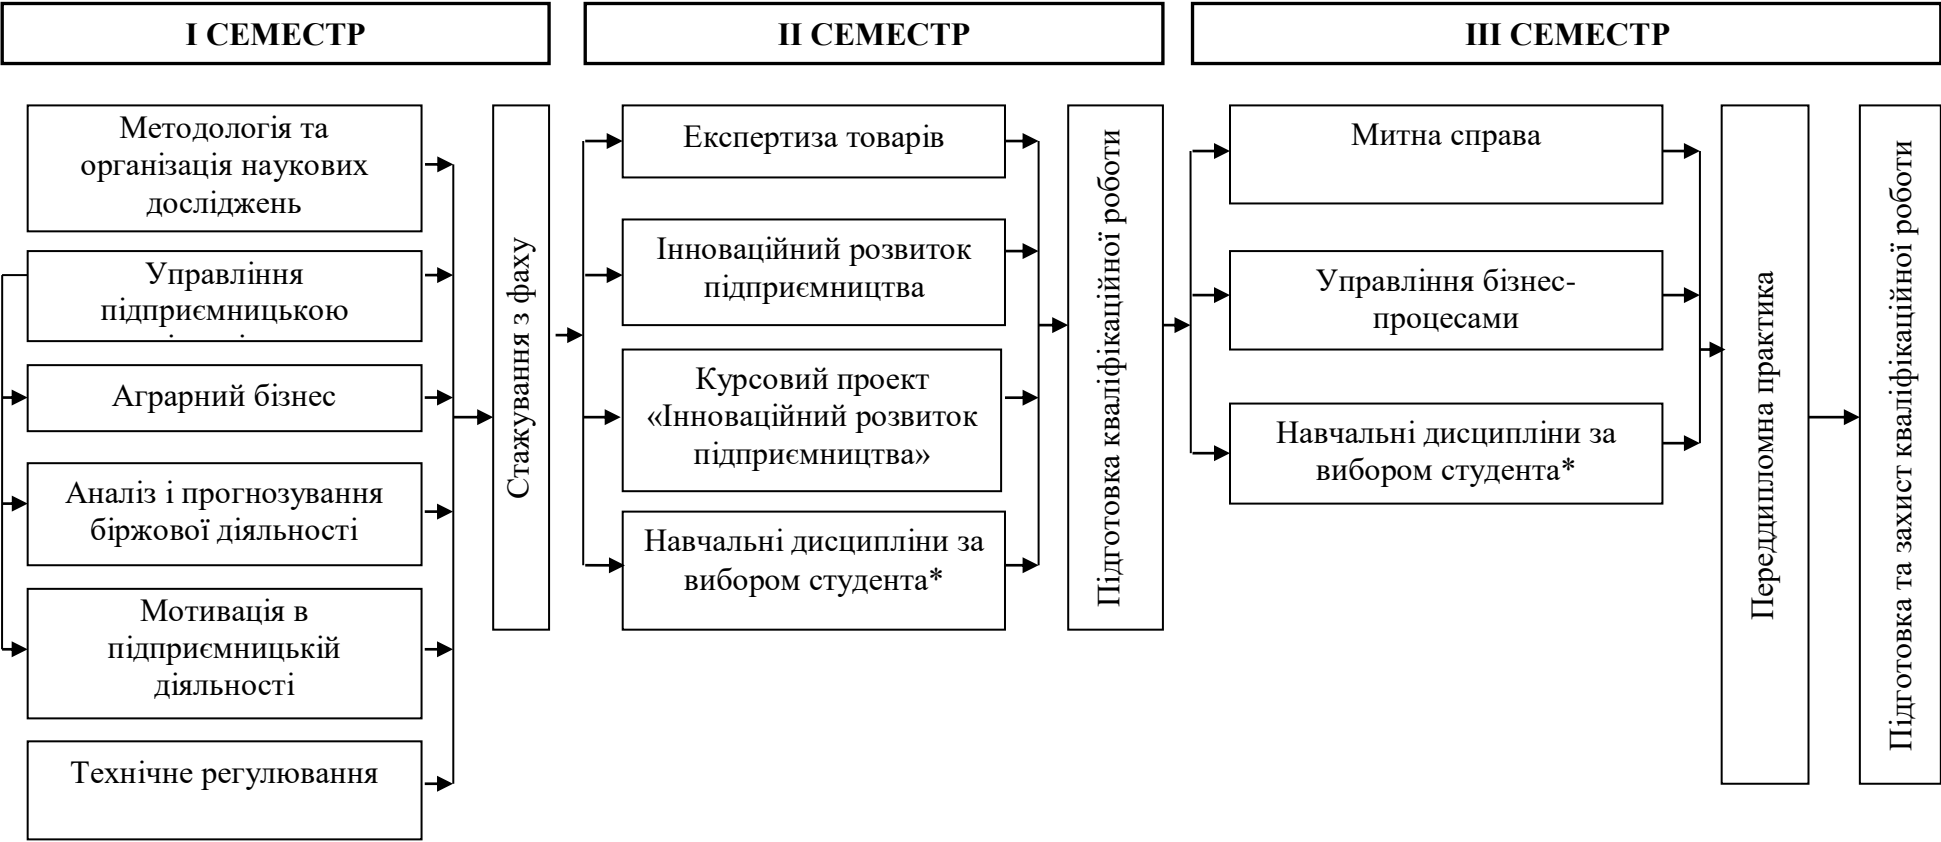 I СЕМЕСТР
Методологія та
організація наукових
досліджень
Управління
підприємницькою
Аграрний бізнес
Аналіз і прогнозування
біржової діяльності
Мотивація в
підприємницькій
діяльності
Технічне регулювання
Стажування з фаху
II СЕМЕСТР
Експертиза товарів
Інноваційний розвиток
підприємництва
Курсовий проект
«Інноваційний розвиток
підприємництва»
Навчальні дисципліни за
вибором студента*
Підготовка кваліфікаційної роботи
III СЕМЕСТР
Митна справа
Управління бізнес-
процесами
Навчальні дисципліни за
вибором студента*
Переддипломна практика
Підготовка та захист кваліфікаційної роботи